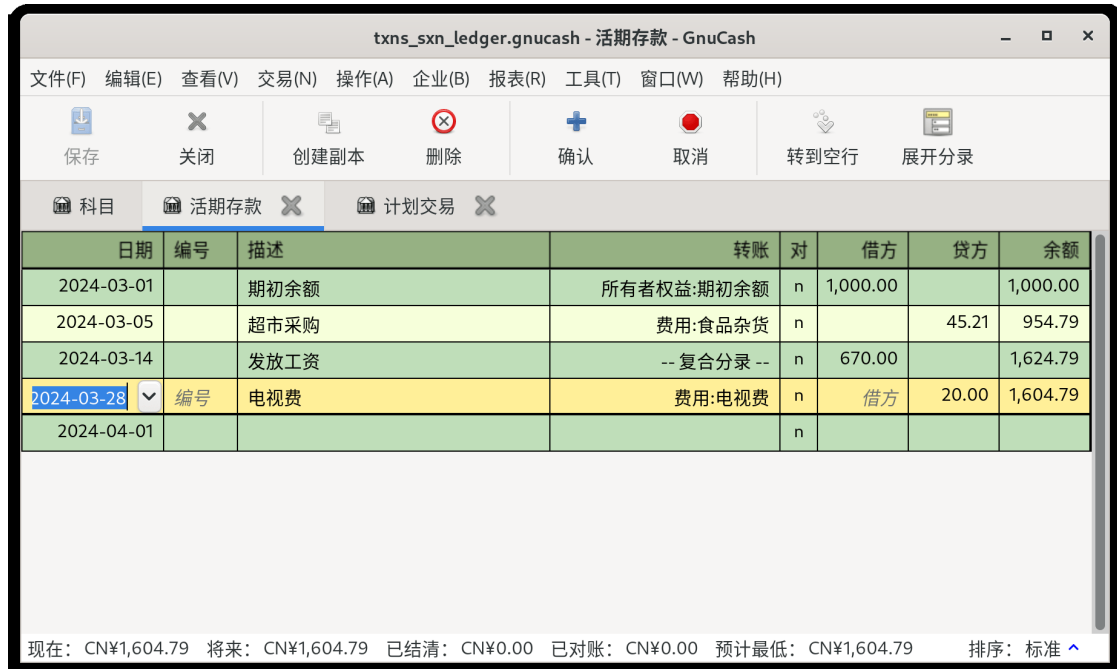 txns_sxn_ledger.gnucash - 活期存款 - GnuCash
文件(F) 编辑(E) 查看(V) 交易(N) 操作(A) 企业(B) 报表(R) 工具(T) 窗口(W) 帮助(H)
保存 关闭 创建副本 删除 确认 取消 转到空行 展开分录
科目 活期存款 计划交易
日期 编号 描述 转账 对 借方 贷方 余额
2024-03-01 期初余额 所有者权益:期初余额 n 1,000.00 1,000.00
2024-03-05 超市采购 费用:食品杂货 n 45.21 954.79
2024-03-14 发放工资 -- 复合分录 -- n 670.00 1,624.79
2024-03-28 编号 电视费 费用:电视费 n 借方 20.00 1,604.79
2024-04-01 n
现在: CN¥1,604.79 将来: CN¥1,604.79 已结清: CN¥0.00 已对账: CN¥0.00 预计最低: CN¥1,604.79 排序: 标准